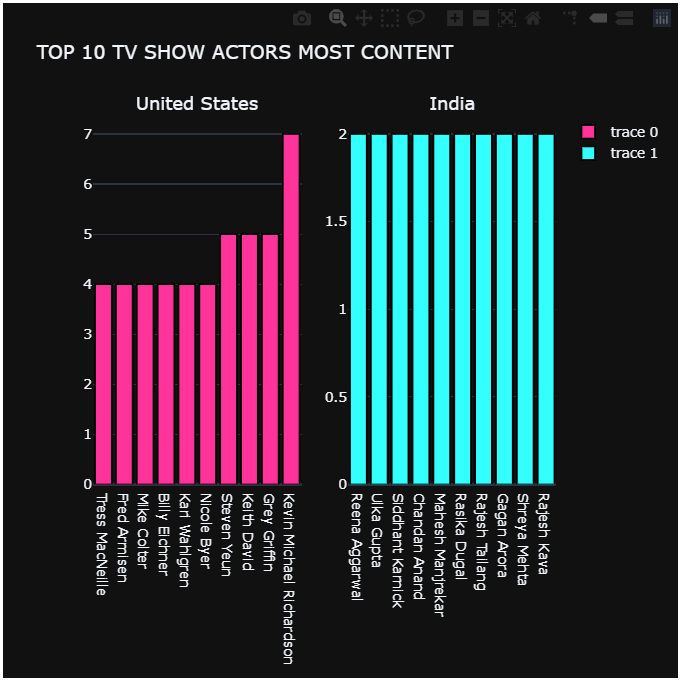 TOP 10 TV SHOW ACTORS MOST CONTENT
United States
India
7
6
5
4
3
2
1
0
Tress MacNeille
Fred Armisen
Mike Colter
Billy Eichner
Kari Wahlgren
Nicole Byer
Steven Yeun
Keith David
Grey Griffin
Kevin Michael Richardson
2
1.5
1
0.5
0
Reena Aggarwal
Ulka Gupta
Siddhant Karnick
Chandan Anand
Mahesh Manjrekar
Rasika Dugal
Rajesh Tailang
Gagan Arora
Shreya Mehta
Rajesh Kava
trace 0
trace 1